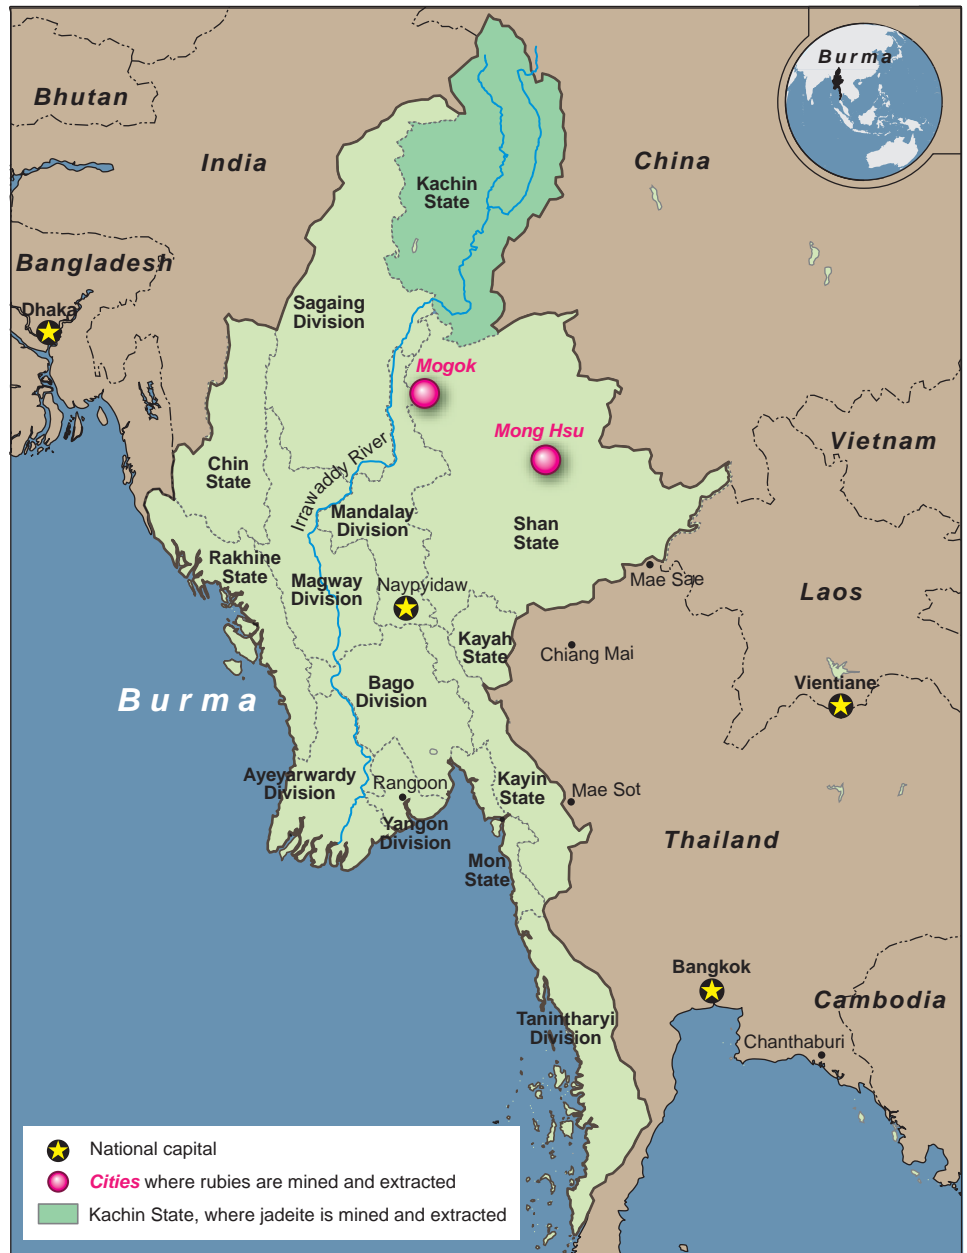 Burma
Bhutan
India
China
Kachin
State
Bangladesh
Dhaka
Sagaing
Division
Mogok
Mong Hsu
Vietnam
Chin
State
Irrawaddy River
Mandalay
Division
Shan
State
Rakhine
State
Magway
Division
Naypyidaw
Mae Sae
Laos
Kayah
State
Chiang Mai
Burma
Bago
Division
Vientiane
Ayeyarwardy
Division
Rangoon
Kayin
State
Mae Sot
Yangon
Division
Thailand
Mon
State
Bangkok
Cambodia
Tanintharyi
Division
Chanthaburi
National capital
Cities where rubies are mined and extracted
Kachin State, where jadeite is mined and extracted